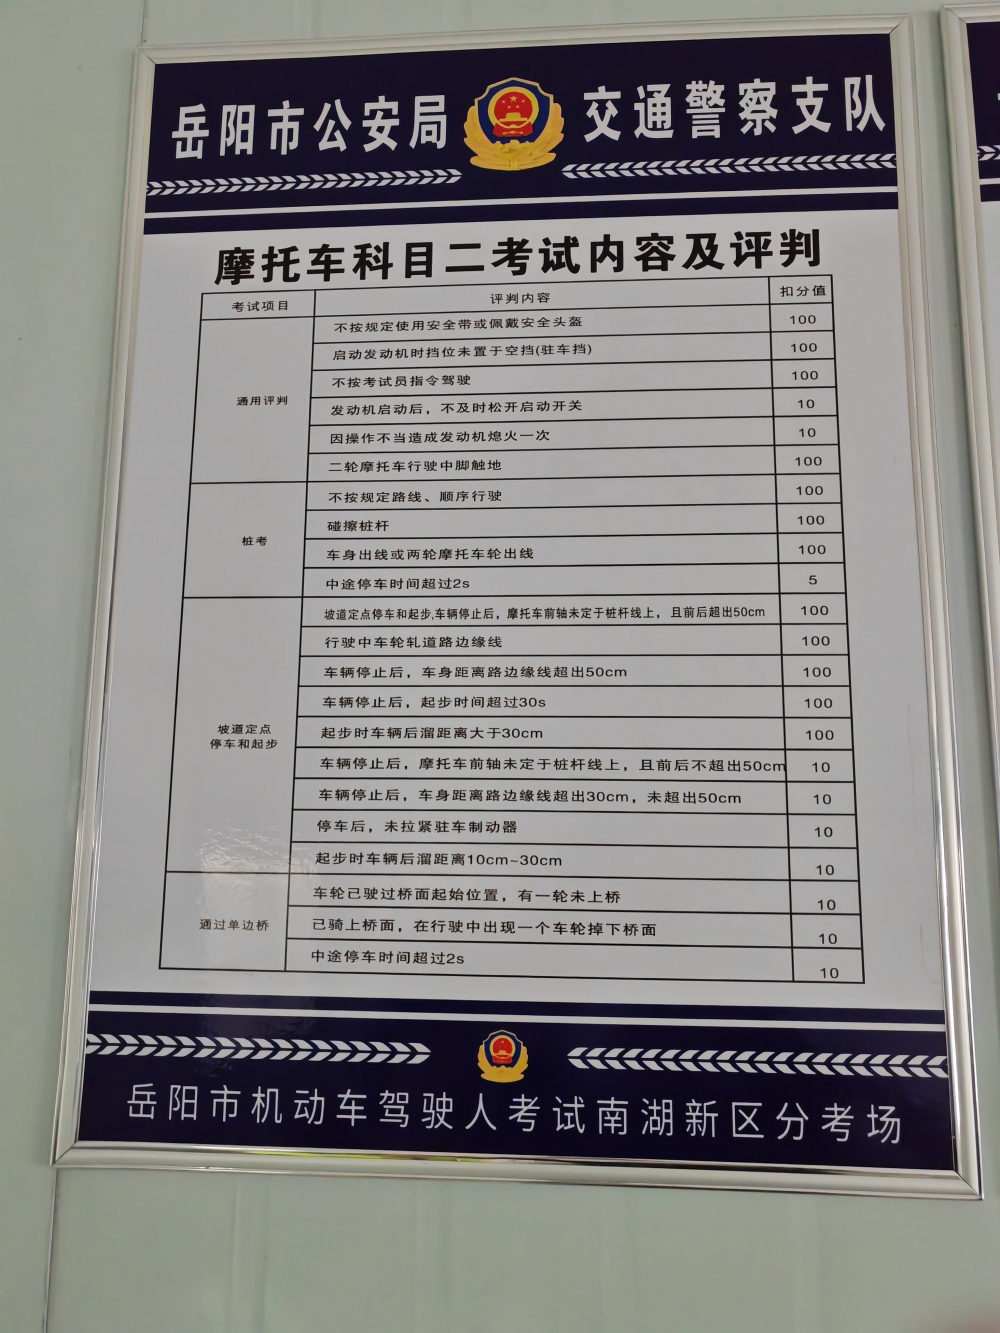 岳阳市公安局 交通警察支队
摩托车科目二考试内容及评判
考试项目 评判内容 扣分值
通用评判
不按规定使用安全带或佩戴安全头盔 100
启动发动机时挡位未置于空挡(驻车挡) 100
不按考试员指令驾驶 100
发动机启动后，不及时松开启动开关 10
因操作不当造成发动机熄火一次 10
二轮摩托车行驶中脚触地 100
桩考
不按规定路线、顺序行驶 100
碰擦桩杆 100
车身出线或两轮摩托车轮出线 100
中途停车时间超过2s 5
坡道定点
停车和起步
坡道定点停车和起步,车辆停止后，摩托车前轴未定于桩杆线上，且前后超出50cm 100
行驶中车轮轧道路边缘线 100
车辆停止后，车身距离路边缘线超出50cm 100
车辆停止后，起步时间超过30s 100
起步时车辆后溜距离大于30cm 100
车辆停止后，摩托车前轴未定于桩杆线上，且前后不超出50cm 10
车辆停止后，车身距离路边缘线超出30cm，未超出50cm 10
停车后，未拉紧驻车制动器 10
起步时车辆后溜距离10cm~30cm 10
通过单边桥
车轮已驶过桥面起始位置，有一轮未上桥 10
已骑上桥面，在行驶中出现一个车轮掉下桥面 10
中途停车时间超过2s 10
岳阳市机动车驾驶人考试南湖新区分考场